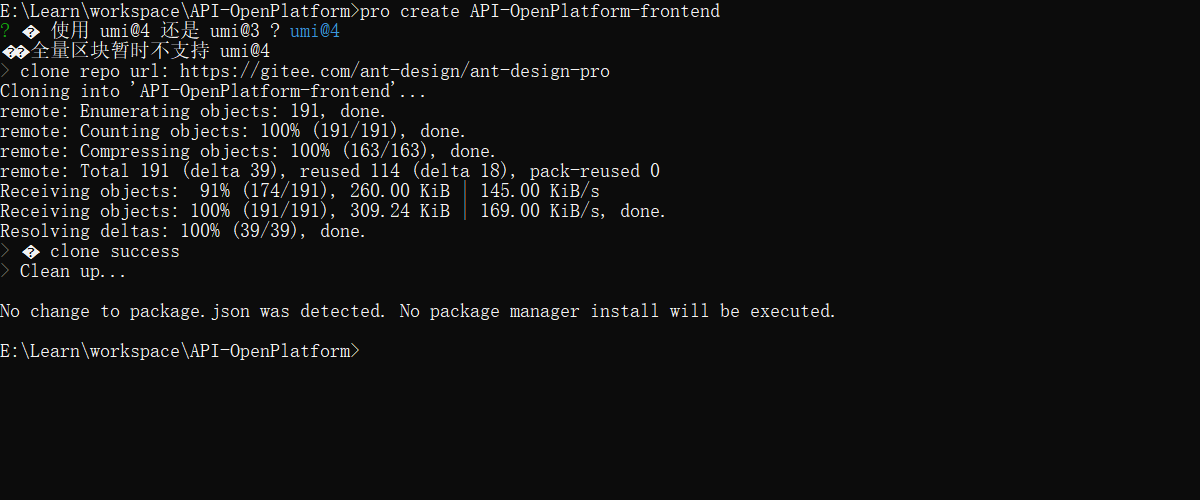 E:\Learn\workspace\API-OpenPlatform>pro create API-OpenPlatform-frontend
? � 使用 umi@4 还是 umi@3 ? umi@4
��全量区块暂时不支持 umi@4
> clone repo url: https://gitee.com/ant-design/ant-design-pro
Cloning into 'API-OpenPlatform-frontend'...
remote: Enumerating objects: 191, done.
remote: Counting objects: 100% (191/191), done.
remote: Compressing objects: 100% (163/163), done.
remote: Total 191 (delta 39), reused 114 (delta 18), pack-reused 0
Receiving objects:  91% (174/191), 260.00 KiB | 145.00 KiB/s
Receiving objects: 100% (191/191), 309.24 KiB | 169.00 KiB/s, done.
Resolving deltas: 100% (39/39), done.
> � clone success
> Clean up...
No change to package.json was detected. No package manager install will be executed.
E:\Learn\workspace\API-OpenPlatform>